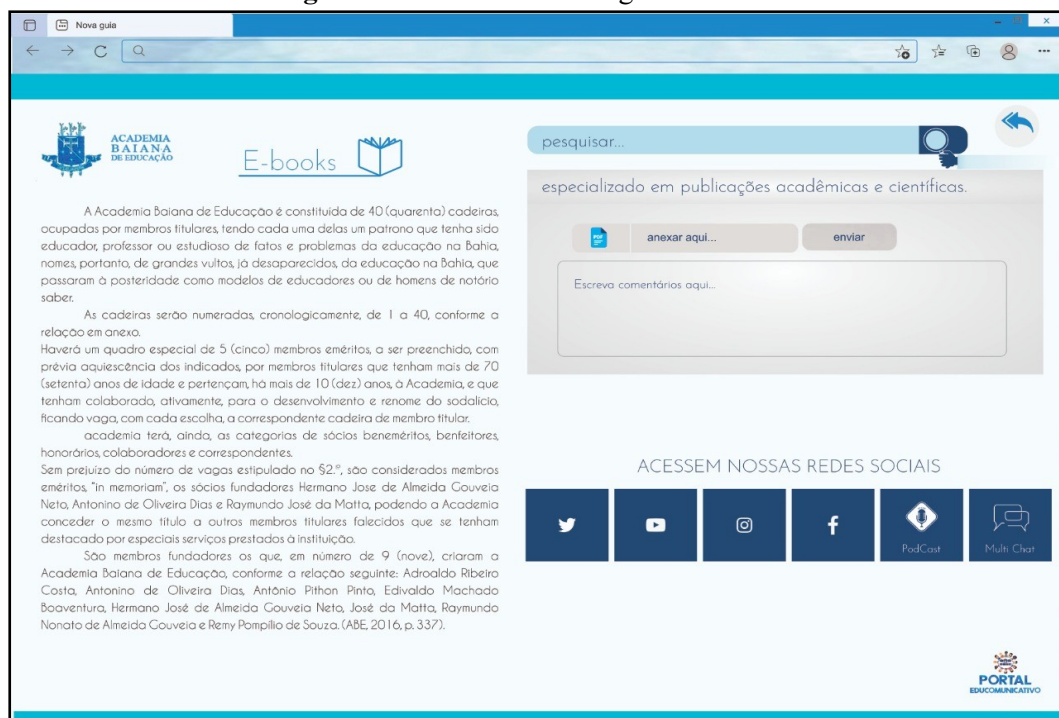 Nova guia
ACADEMIA
BAIANA
DE EDUCAÇÃO
E-books
A Academia Baiana de Educação é constituída de 40 (quarenta) cadeiras,
ocupadas por membros titulares, tendo cada uma delas um patrono que tenha sido
educador, professor ou estudioso de fatos e problemas da educação na Bahia,
nomes, portanto, de grandes vultos, já desaparecidos, da educação na Bahia, que
passaram à posteridade como modelos de educadores ou de homens de notório
saber.
As cadeiras serão numeradas, cronologicamente, de 1 a 40, conforme a
relação em anexo.
Haverá um quadro especial de 5 (cinco) membros eméritos, a ser preenchido, com
prévia aquiescência dos indicados, por membros titulares que tenham mais de 70
(setenta) anos de idade e pertençam, há mais de 10 (dez) anos, à Academia, e que
tenham colaborado, ativamente, para o desenvolvimento e renome do sodalício,
ficando vaga, com cada escolha, a correspondente cadeira de membro titular.
academia terá, ainda, as categorias de sócios beneméritos, benfeitores,
honorários, colaboradores e correspondentes.
Sem prejuízo do número de vagas estipulado no §2.º, são considerados membros
eméritos, "in memoriam", os sócios fundadores Hermano Jose de Almeida Gouveia
Neto, Antonino de Oliveira Dias e Raymundo José da Matta, podendo a Academia
conceder o mesmo título a outros membros titulares falecidos que se tenham
destacado por especiais serviços prestados à instituição.
São membros fundadores os que, em número de 9 (nove), criaram a
Academia Baiana de Educação, conforme a relação seguinte: Adroaldo Ribeiro
Costa, Antonino de Oliveira Dias, Antônio Pithon Pinto, Edivaldo Machado
Boaventura, Hermano José de Almeida Gouveia Neto, José da Matta, Raymundo
Nonato de Almeida Gouveia e Remy Pompílio de Souza. (ABE, 2016, p. 337).
pesquisar...
especializado em publicações acadêmicas e científicas.
PDF
anexar aqui...
enviar
Escreva comentários aqui...
ACESSEM NOSSAS REDES SOCIAIS
PodCast
Multi Chat
PORTAL
EDUCOMUNICATIVO